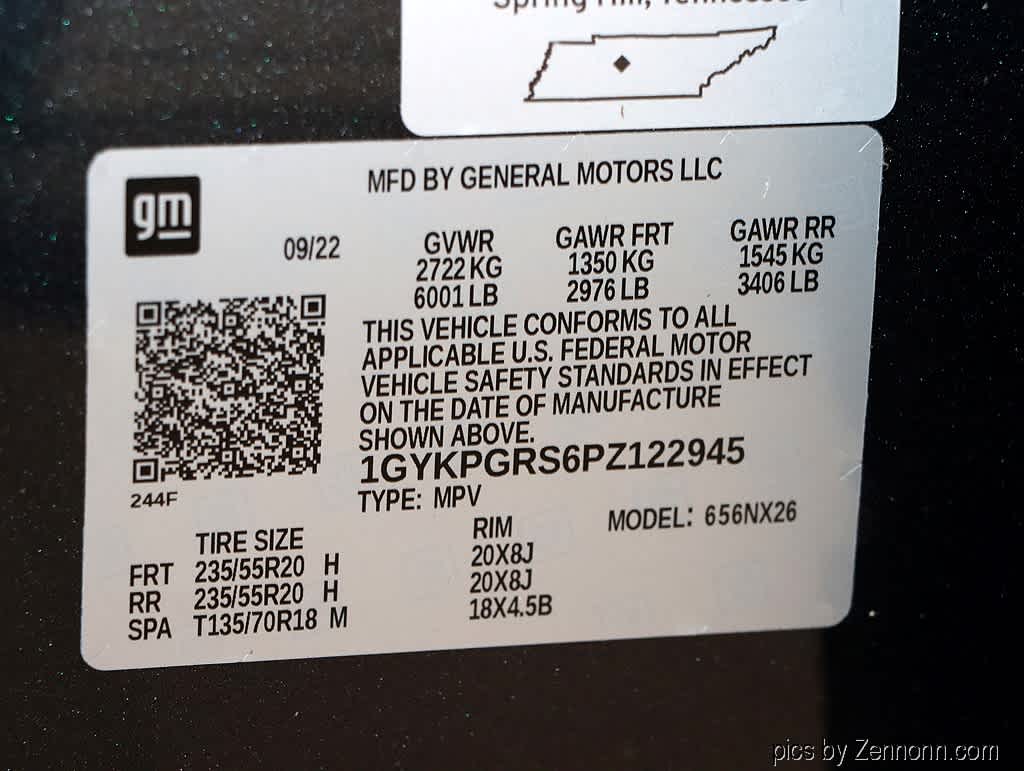 Spring Hill, Tennessee
MFD BY GENERAL MOTORS LLC
gm
09/22
GVWR GAWR FRT GAWR RR
2722 KG 1350 KG 1545 KG
6001 LB 2976 LB 3406 LB
THIS VEHICLE CONFORMS TO ALL
APPLICABLE U.S. FEDERAL MOTOR
VEHICLE SAFETY STANDARDS IN EFFECT
ON THE DATE OF MANUFACTURE
SHOWN ABOVE.
1GYKPGRS6PZ122945
244F
TYPE: MPV
TIRE SIZE RIM MODEL: 656NX26
FRT 235/55R20 H 20X8J
RR 235/55R20 H 20X8J
SPA T135/70R18 M 18X4.5B
pics by Zennonn.com